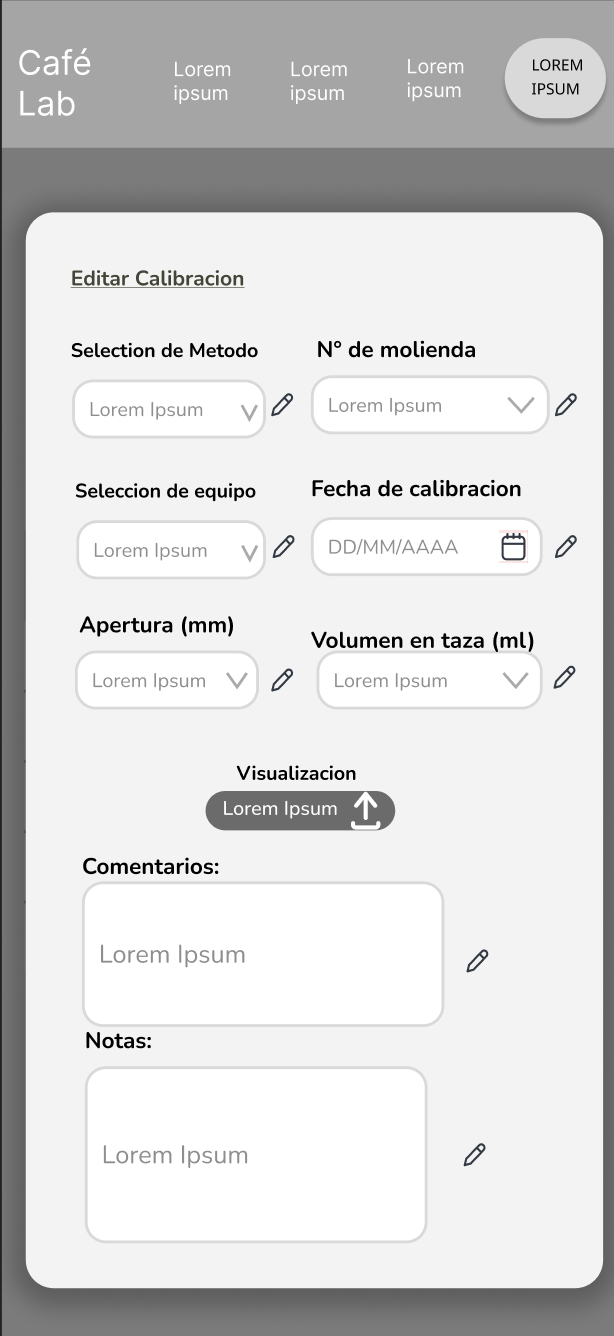 Café
Lab
Lorem
ipsum
Lorem
ipsum
Lorem
ipsum
LOREM
IPSUM
Editar Calibracion
Selection de Metodo
N° de molienda
Lorem Ipsum
Lorem Ipsum
Seleccion de equipo
Fecha de calibracion
Lorem Ipsum
DD/MM/AAAA
Apertura (mm)
Volumen en taza (ml)
Lorem Ipsum
Lorem Ipsum
Visualizacion
Lorem Ipsum
Comentarios:
Lorem Ipsum
Notas:
Lorem Ipsum